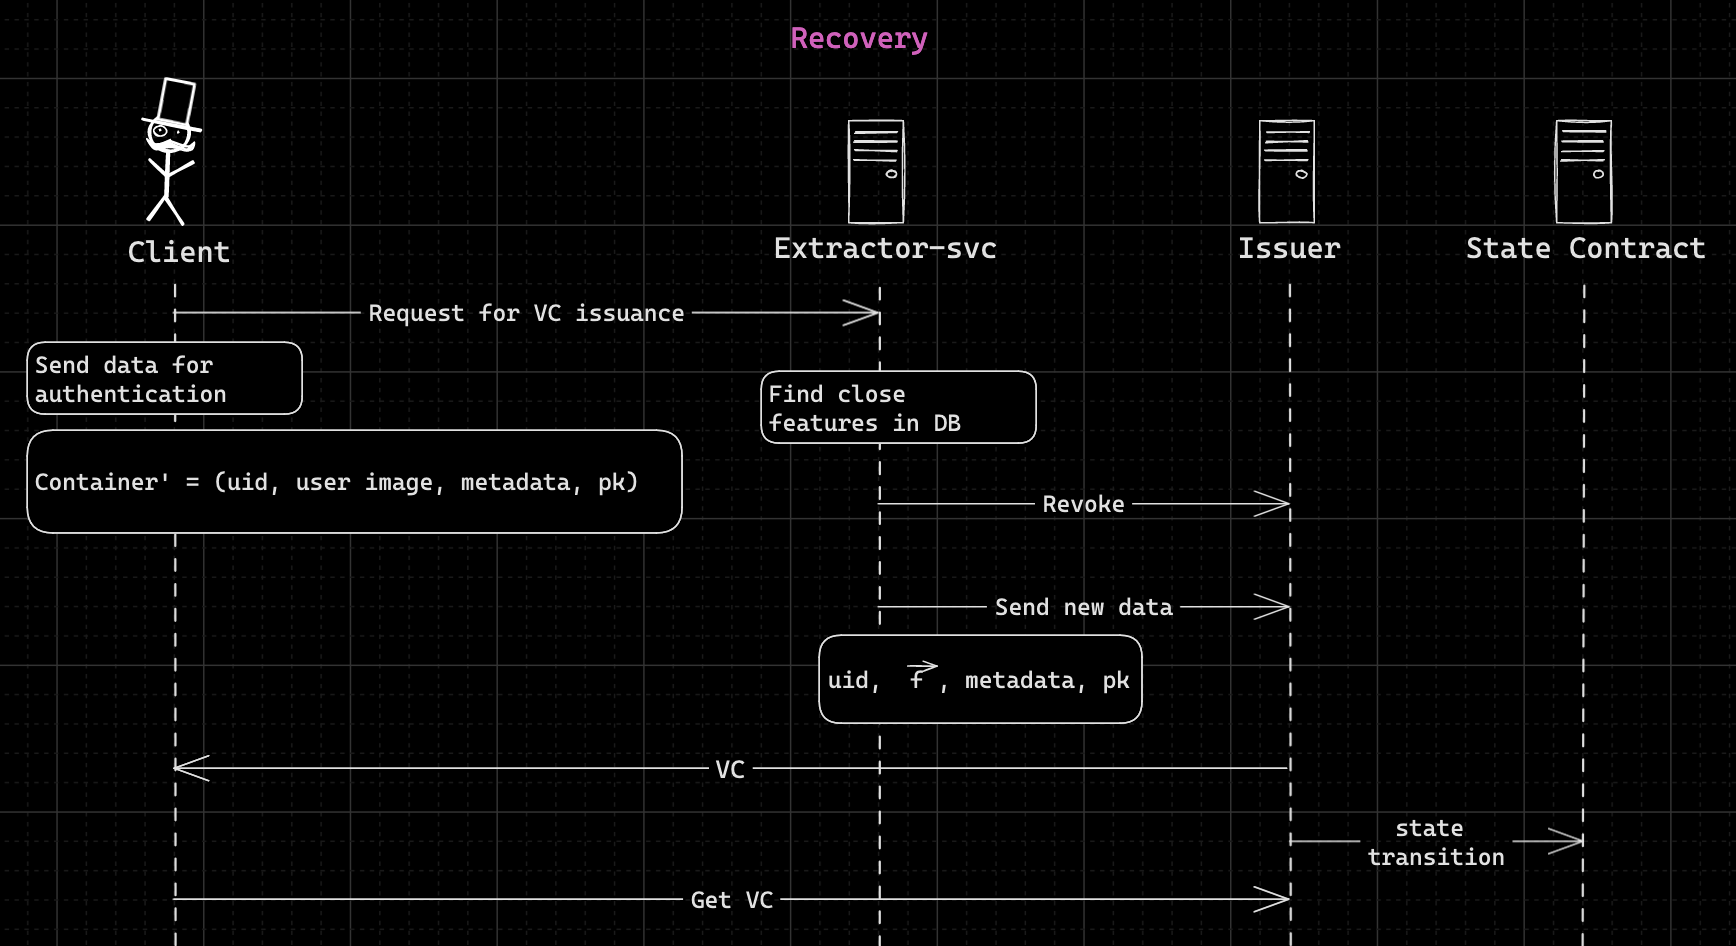 Recovery
Client
Extractor-svc
Issuer
State Contract
Request for VC issuance
Send data for
authentication
Find close
features in DB
Container' = (uid, user image, metadata, pk)
Revoke
Send new data
uid, f, metadata, pk
VC
state
transition
Get VC